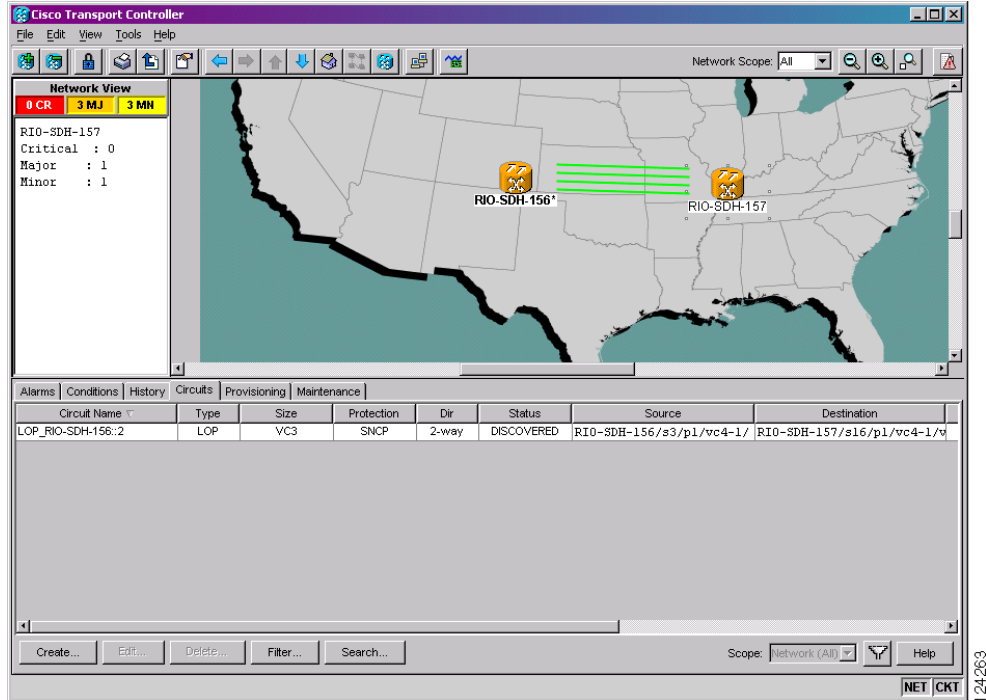 Cisco Transport Controller
File Edit View Tools Help
Network Scope: All
Network View
0 CR 3 MJ 3 MN
RIO-SDH-157
Critical : 0
Major : 1
Minor : 1
RIO-SDH-156*
RIO-SDH-157
Alarms Conditions History Circuits Provisioning Maintenance
Circuit Name Type Size Protection Dir Status Source Destination
LOP_RIO-SDH-156::2 LOP VC3 SNCP 2-way DISCOVERED RIO-SDH-156/s3/p1/vc4-1/ RIO-SDH-157/s16/p1/vc4-1/v
Create... Edit... Delete... Filter... Search... Scope: Network (All) Help
NET CKT
124263